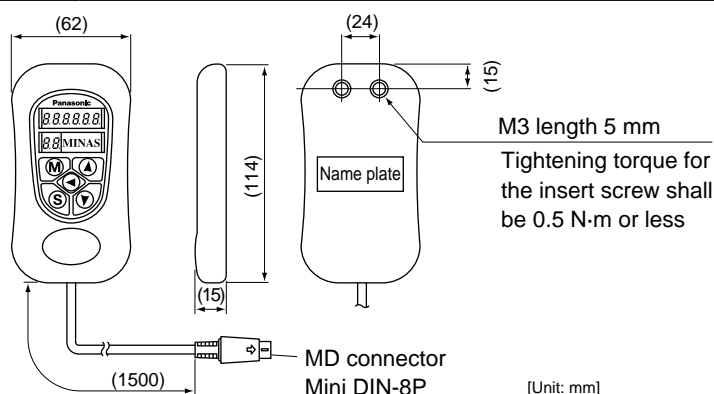 (62)
(24)
(15)
Panasonic
8.8.8.8.8.8.
8.8 MINAS
M
S
(114)
Name plate
M3 length 5 mm
Tightening torque for
the insert screw shall
be 0.5 N·m or less
(15)
(1500)
MD connector
Mini DIN-8P
[Unit: mm]